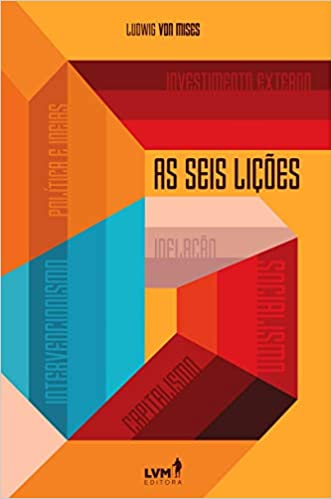 LUDWIG VON MISES
INVESTIMENTO EXTERNO
POLÍTICA E IDEIAS
AS SEIS LIÇÕES
INFLAÇÃO
INTERVENCIONISMO
SOCIALISMO
CAPITALISMO
LVM
EDITORA